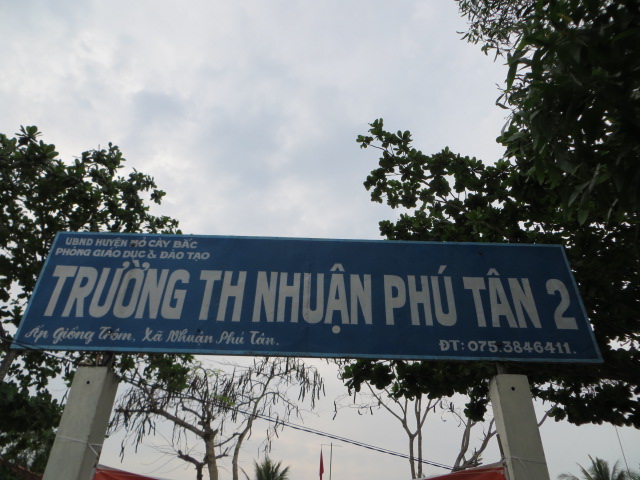 UBND HUYỆN MỎ CÀY BẮC
PHÒNG GIÁO DỤC & ĐÀO TẠO
TRƯỜNG TH NHUẬN PHÚ TÂN 2
Ấp Giồng Trôm, Xã Nhuận Phú Tân.
ĐT: 075.3846411.